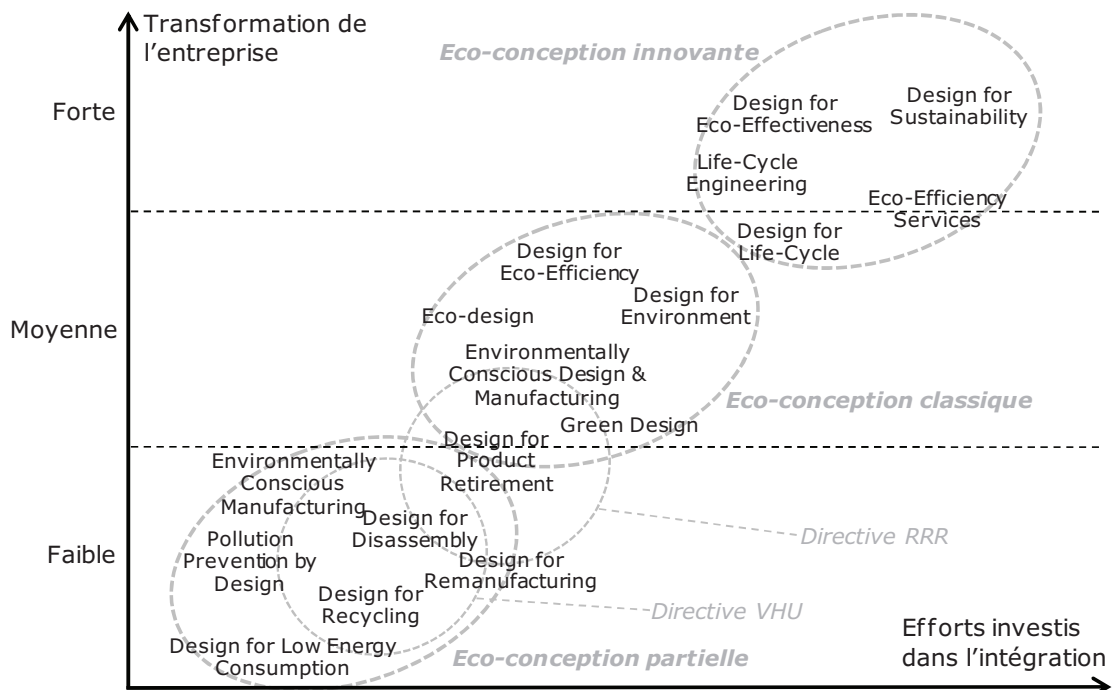 Transformation de
l'entreprise
Eco-conception innovante
Forte
Design for
Eco-Effectiveness
Design for
Sustainability
Life-Cycle
Engineering
Eco-Efficiency
Services
Design for
Life-Cycle
Design for
Eco-Efficiency
Design for
Environment
Eco-design
Moyenne
Environmentally
Conscious Design &
Manufacturing
Eco-conception classique
Green Design
Design for
Product
Retirement
Environmentally
Conscious
Manufacturing
Design for
Disassembly
Directive RRR
Faible
Pollution
Prevention by
Design
Design for
Remanufacturing
Design for
Recycling
Directive VHU
Design for Low Energy
Consumption
Eco-conception partielle
Efforts investis
dans l'intégration